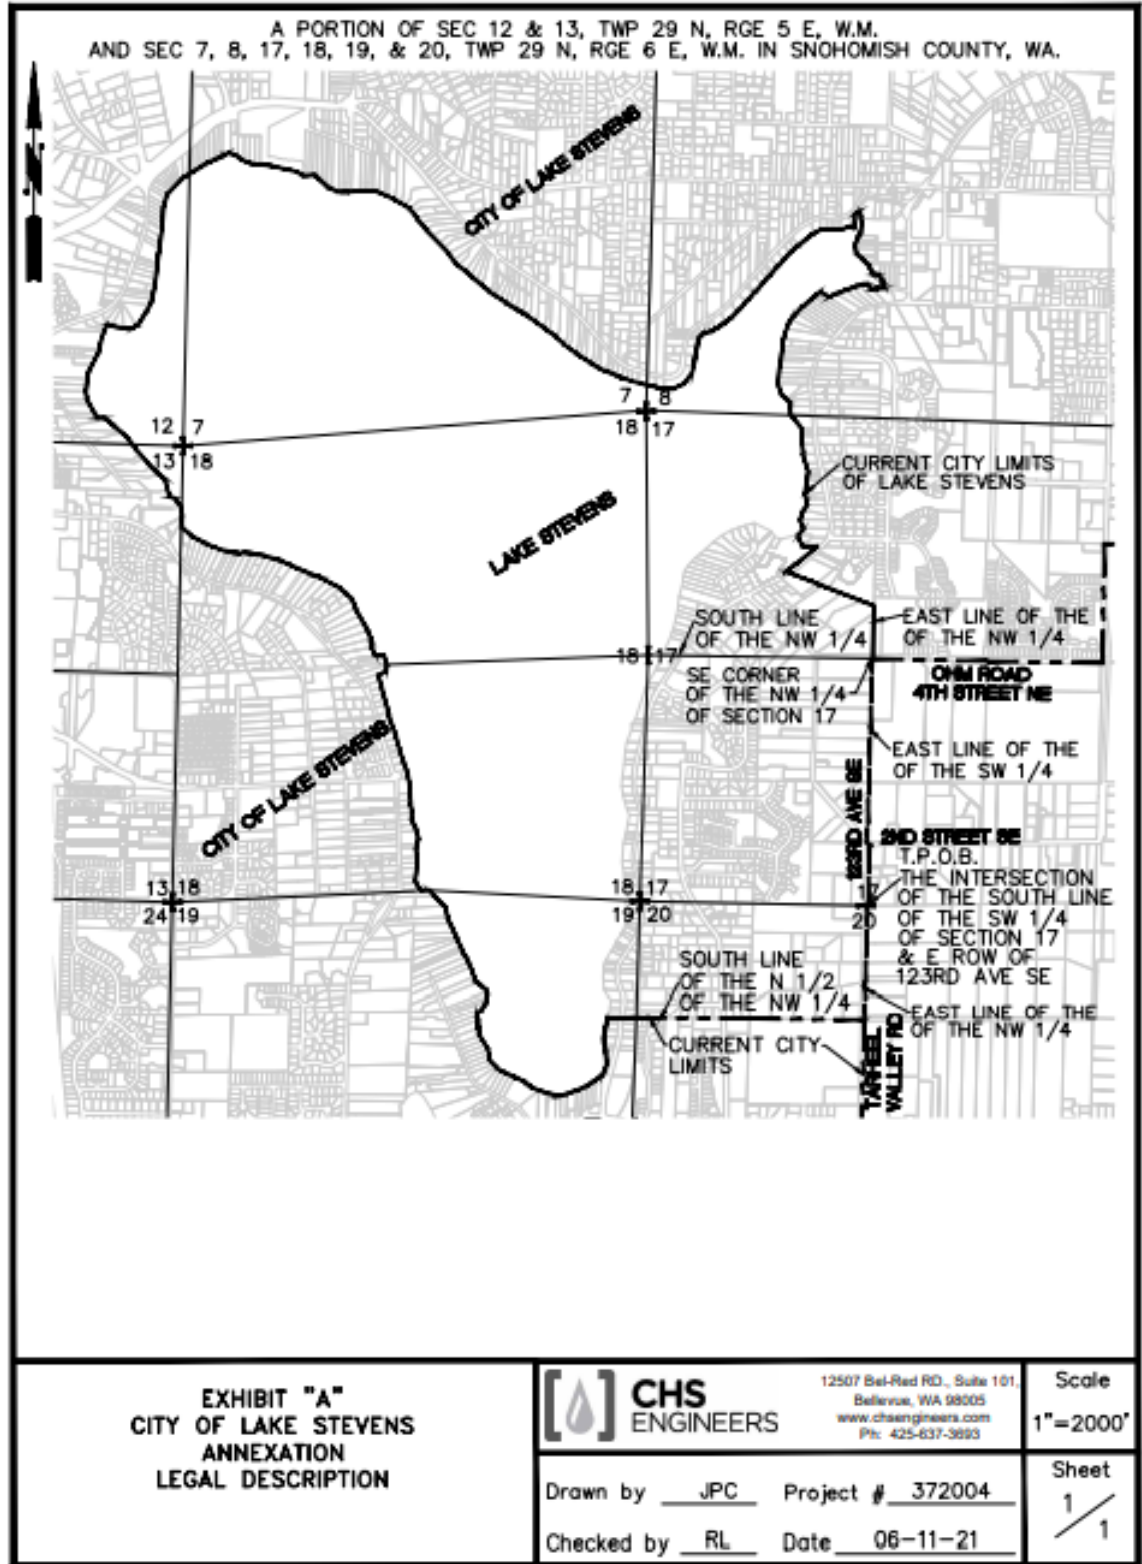 A PORTION OF SEC 12 & 13, TWP 29 N, RGE 5 E, W.M.
AND SEC 7, 8, 17, 18, 19, & 20, TWP 29 N, RGE 6 E, W.M. IN SNOHOMISH COUNTY, WA.
N
CITY OF LAKE STEVENS
7 8
18 17
12 7
13 18
CURRENT CITY LIMITS
OF LAKE STEVENS
LAKE STEVENS
SOUTH LINE
OF THE NW 1/4
EAST LINE OF THE
OF THE NW 1/4
18 17
SE CORNER
OF THE NW 1/4
OF SECTION 17
OHM ROAD
4TH STREET NE
CITY OF LAKE STEVENS
EAST LINE OF THE
OF THE SW 1/4
123RD AVE SE
2ND STREET SE
T.P.O.B.
THE INTERSECTION
OF THE SOUTH LINE
OF THE SW 1/4
OF SECTION 17
& E ROW OF
123RD AVE SE
13 18
24 19
18 17
19 20
17
20
SOUTH LINE
OF THE N 1/2
OF THE NW 1/4
EAST LINE OF THE
OF THE NW 1/4
CURRENT CITY
LIMITS
TARHEEL
VALLEY RD
EXHIBIT "A"
CITY OF LAKE STEVENS
ANNEXATION
LEGAL DESCRIPTION
CHS
ENGINEERS
12507 Bel-Red RD., Suite 101,
Bellevue, WA 98005
www.chsengineers.com
Ph: 425-637-3693
Scale
1"=2000'
Drawn by JPC Project # 372004
Checked by RL Date 06-11-21
Sheet
1/1